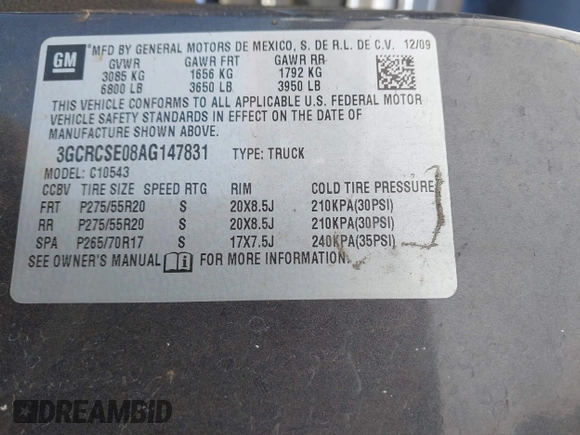 GM MFD BY GENERAL MOTORS DE MEXICO, S. DE R.L. DE C.V. 12/09
GVWR GAWR FRT GAWR RR
3085 KG 1656 KG 1792 KG
6800 LB 3650 LB 3950 LB
THIS VEHICLE CONFORMS TO ALL APPLICABLE U.S. FEDERAL MOTOR
VEHICLE SAFETY STANDARDS IN EFFECT ON THE DATE OF
MANUFACTURE SHOWN ABOVE.
3GCRCSE08AG147831 TYPE: TRUCK
MODEL: C10543
CCBV TIRE SIZE SPEED RTG RIM COLD TIRE PRESSURE
FRT P275/55R20 S 20X8.5J 210KPA(30PSI)
RR P275/55R20 S 20X8.5J 210KPA(30PSI)
SPA P265/70R17 S 17X7.5J 240KPA(35PSI)
SEE OWNER'S MANUAL FOR MORE INFORMATION.
DREAMBID